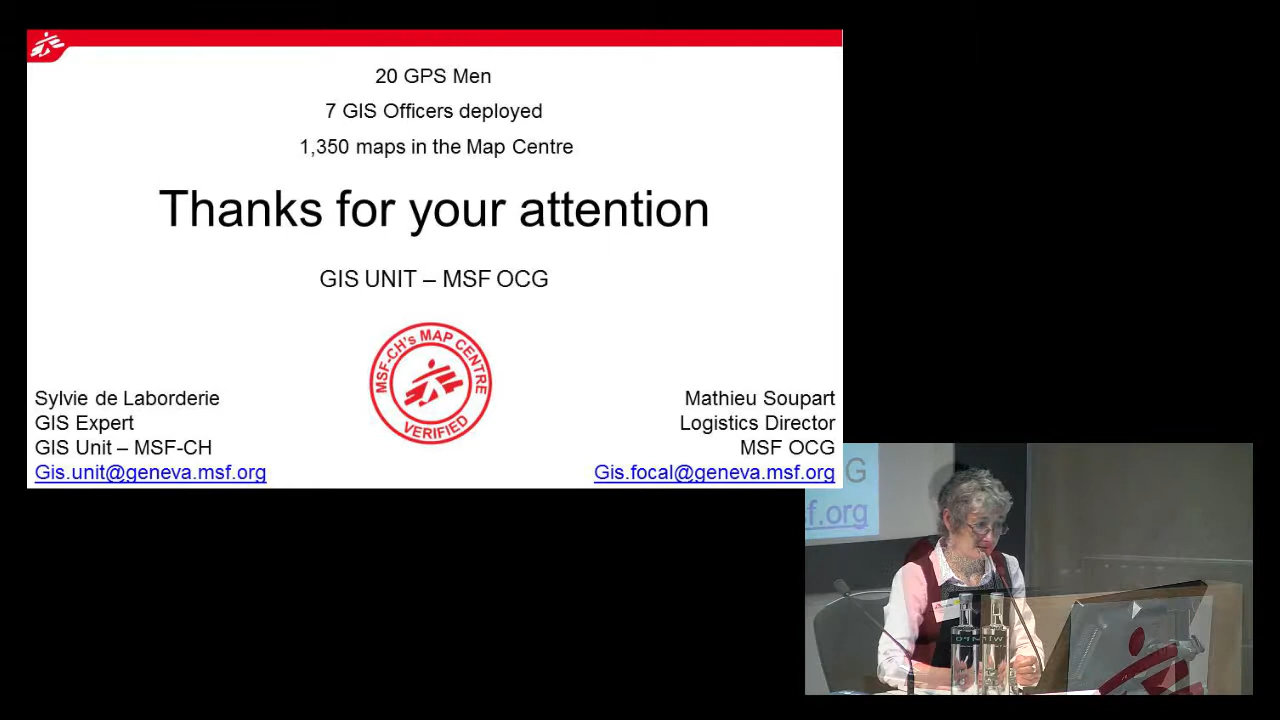 20 GPS Men
7 GIS Officers deployed
1,350 maps in the Map Centre
Thanks for your attention
GIS UNIT – MSF OCG
MSF-CH's MAP CENTRE
VERIFIED
Sylvie de Laborderie
GIS Expert
GIS Unit – MSF-CH
Gis.unit@geneva.msf.org
Mathieu Soupart
Logistics Director
MSF OCG
Gis.focal@geneva.msf.org
G
sf.org